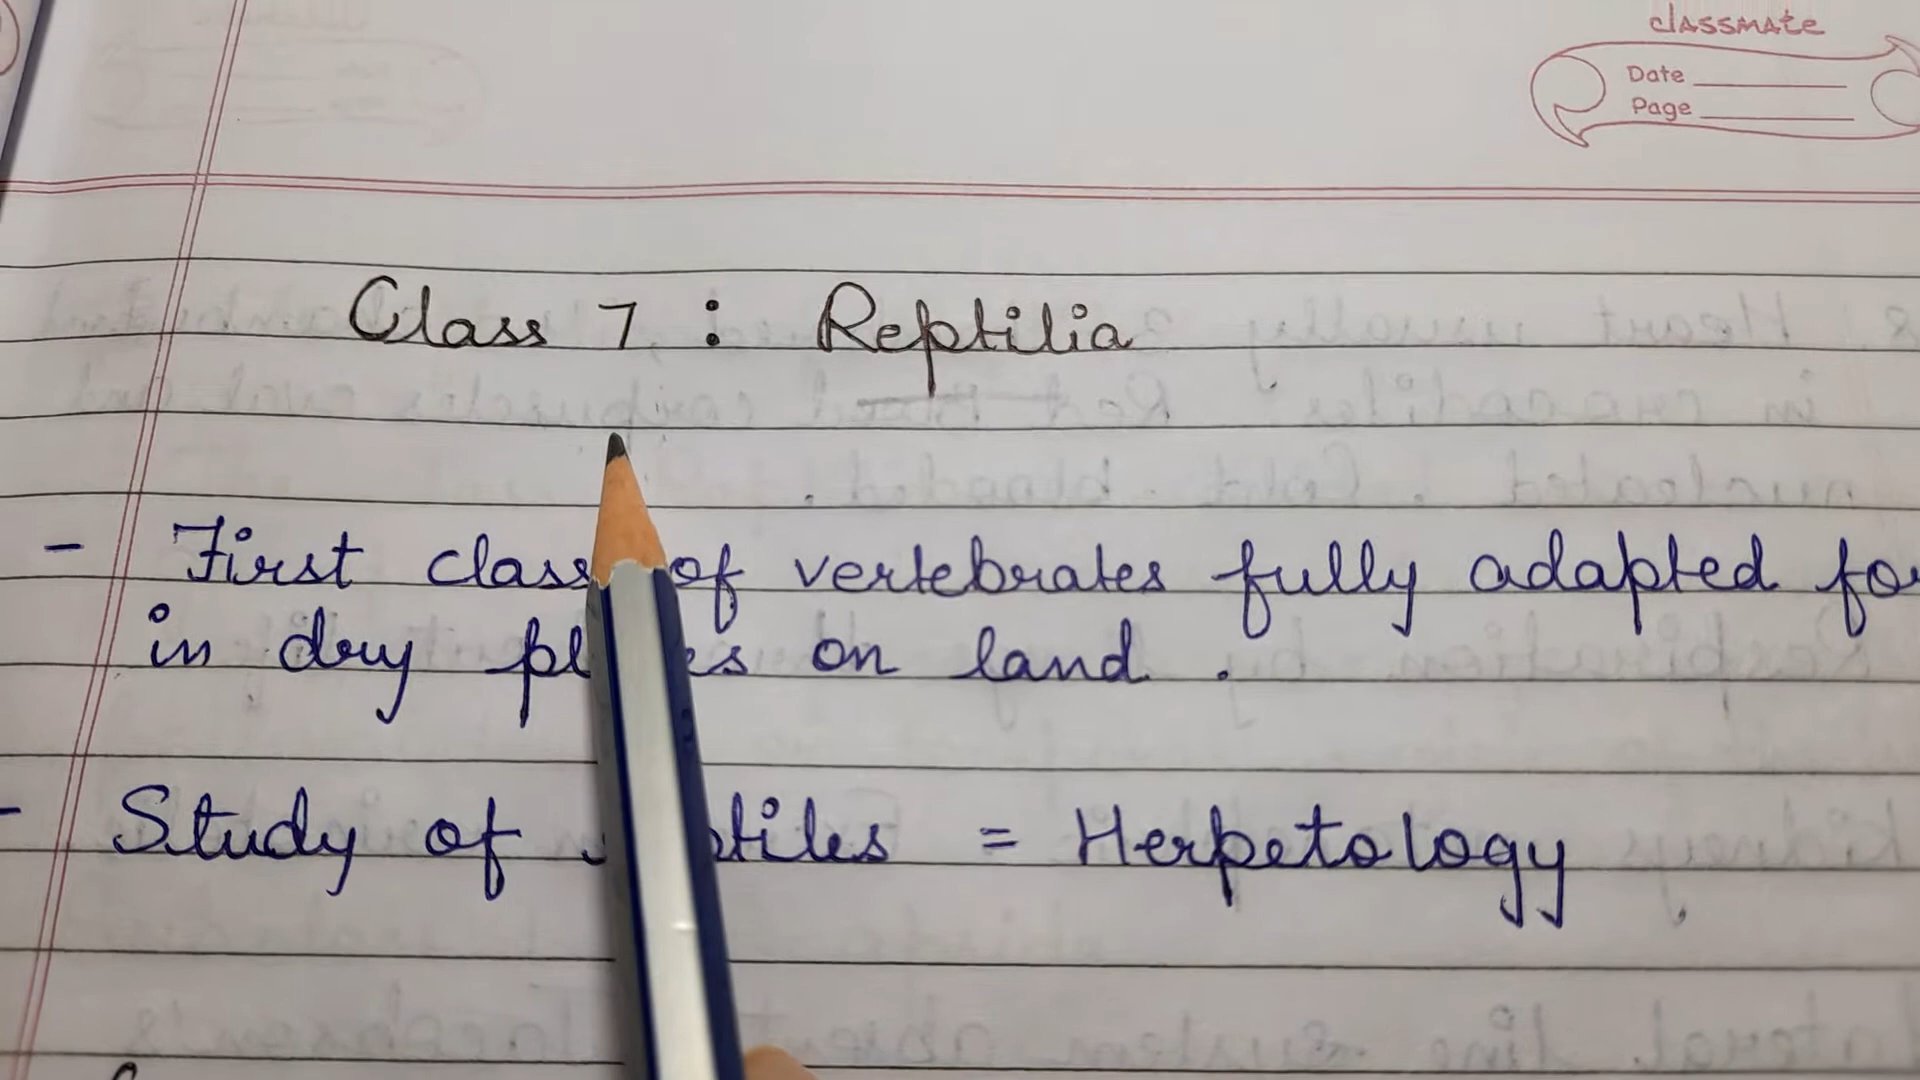 classmate
Date
Page
Class 7 : Reptilia
- First class of vertebrates fully adapted
in dry on land .
- Study of = Herpetology